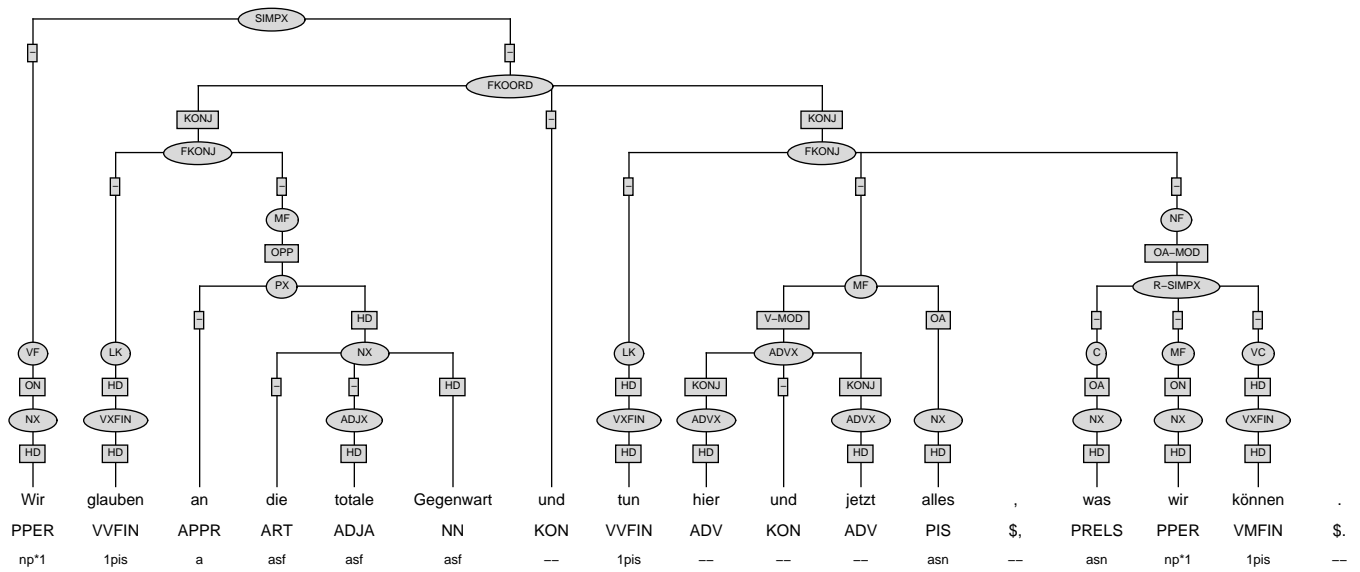 SIMPX
– –
FKOORD
KONJ – KONJ
FKONJ FKONJ
– – – – –
MF NF
OPP OA–MOD
PX MF R–SIMPX
– HD V–MOD OA – – –
VF LK NX LK ADVX C MF VC
ON HD – – HD HD KONJ – KONJ OA ON HD
NX VXFIN ADJX VXFIN ADVX ADVX NX NX NX VXFIN
HD HD HD HD HD HD HD HD HD HD
Wir glauben an die totale Gegenwart und tun hier und jetzt alles , was wir können .
PPER VVFIN APPR ART ADJA NN KON VVFIN ADV KON ADV PIS $, PRELS PPER VMFIN $.
np*1 1pis a asf asf asf –– 1pis –– –– –– asn –– asn np*1 1pis ––